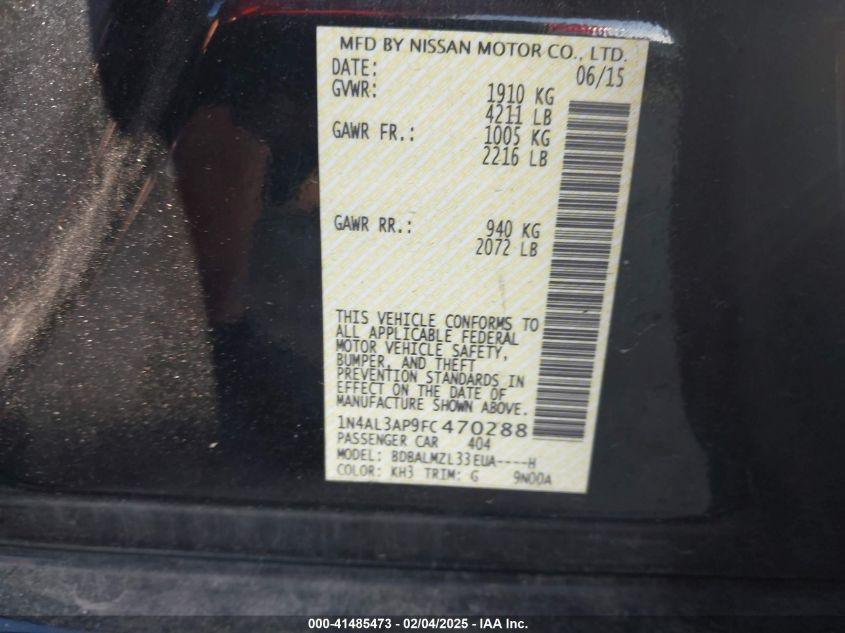 MFD BY NISSAN MOTOR CO., LTD.
DATE: 06/15
GVWR: 1910 KG
4211 LB
GAWR FR.: 1005 KG
2216 LB
GAWR RR.: 940 KG
2072 LB
THIS VEHICLE CONFORMS TO
ALL APPLICABLE FEDERAL
MOTOR VEHICLE SAFETY,
BUMPER, AND THEFT
PREVENTION STANDARDS IN
EFFECT ON THE DATE OF
MANUFACTURE SHOWN ABOVE.
1N4AL3AP9FC470288
PASSENGER CAR 404
MODEL: BDBALMZL33EUA----H
COLOR: KH3 TRIM: G 9N00A
000-41485473 - 02/04/2025 - IAA Inc.